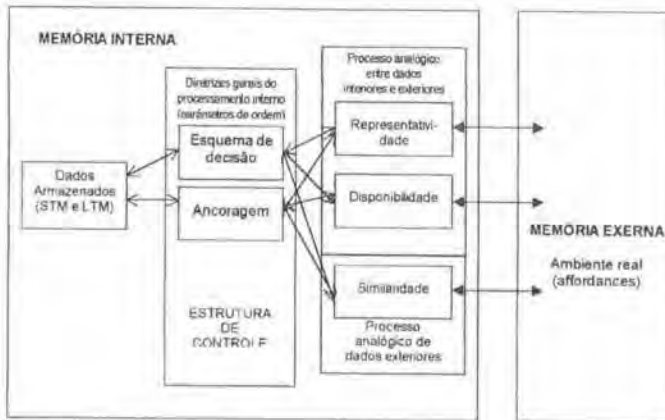 MEMÓRIA INTERNA
Dados
Armazenados
(STM e LTM)
Diretrizes gerais do
processamento interno
(parâmetros de ordem)
Esquema de
decisão
Ancoragem
ESTRUTURA
DE
CONTROLE
Processo analógico
entre dados
interiores e exteriores
Representativi-
dade
Disponibilidade
Similaridade
Processo
analógico de
dados exteriores
MEMÓRIA EXERNA
Ambiente real
(affordances)